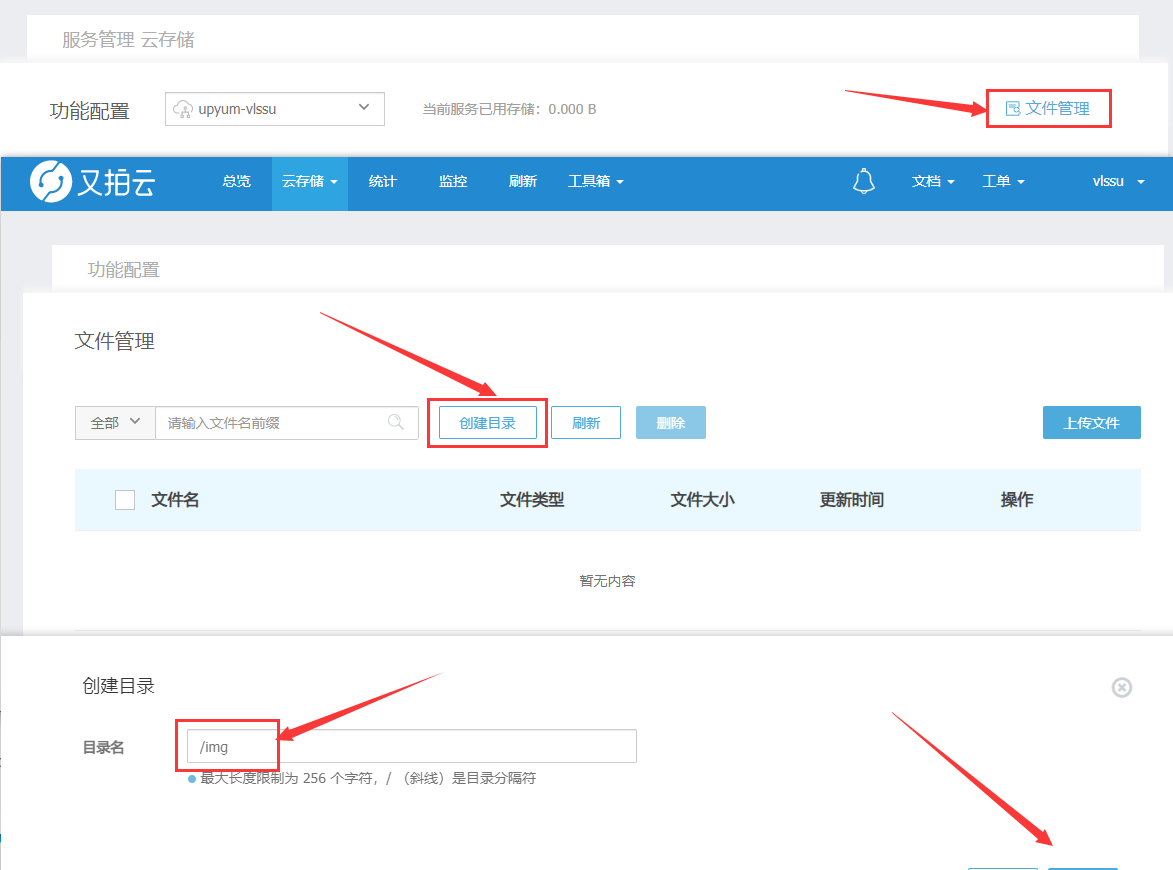 服务管理 云存储
功能配置 upyum-vlssu 当前服务已用存储：0.000 B 文件管理
又拍云 总览 云存储 统计 监控 刷新 工具箱 文档 工单 vlssu
功能配置
文件管理
全部 请输入文件名前缀 创建目录 刷新 删除 上传文件
文件名 文件类型 文件大小 更新时间 操作
暂无内容
创建目录
目录名 /img
最大长度限制为 256 个字符，/ （斜线）是目录分隔符